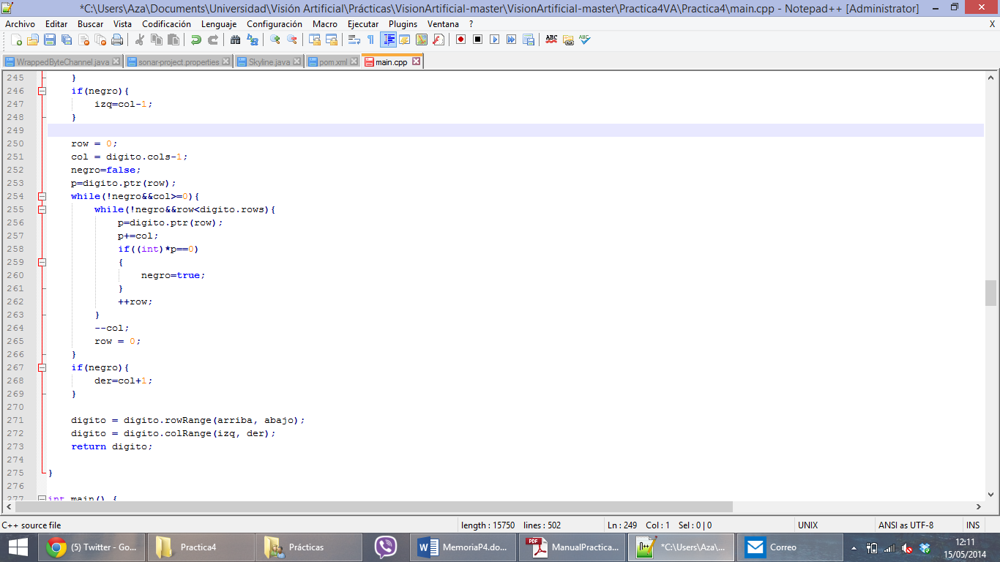 *C:\Users\Aza\Documents\Universidad\Visión Artificial\Prácticas\VisionArtificial-master\VisionArtificial-master\Practica4VA\Practica4\main.cpp - Notepad++ [Administrator]
Archivo Editar Buscar Vista Codificación Lenguaje Configuración Macro Ejecutar Plugins Ventana ? X
WrappedByteChannel.java sonar-project.properties Skyline.java pom.xml main.cpp
245 }
246 if(negro){
247 izq=col-1;
248 }
249
250 row = 0;
251 col = digito.cols-1;
252 negro=false;
253 p=digito.ptr(row);
254 while(!negro&&col>=0){
255 while(!negro&&row<digito.rows){
256 p=digito.ptr(row);
257 p+=col;
258 if((int)*p==0)
259 {
260 negro=true;
261 }
262 ++row;
263 }
264 --col;
265 row = 0;
266 }
267 if(negro){
268 der=col+1;
269 }
270
271 digito = digito.rowRange(arriba, abajo);
272 digito = digito.colRange(izq, der);
273 return digito;
274
275 }
276
277 int main() {
C++ source file length : 15750 lines : 502 Ln : 249 Col : 1 Sel : 0 | 0 UNIX ANSI as UTF-8 INS
(5) Twitter - Go... Practica4 Prácticas MemoriaP4.do... ManualPractica... *C:\Users\Aza\... Correo 12:11
15/05/2014